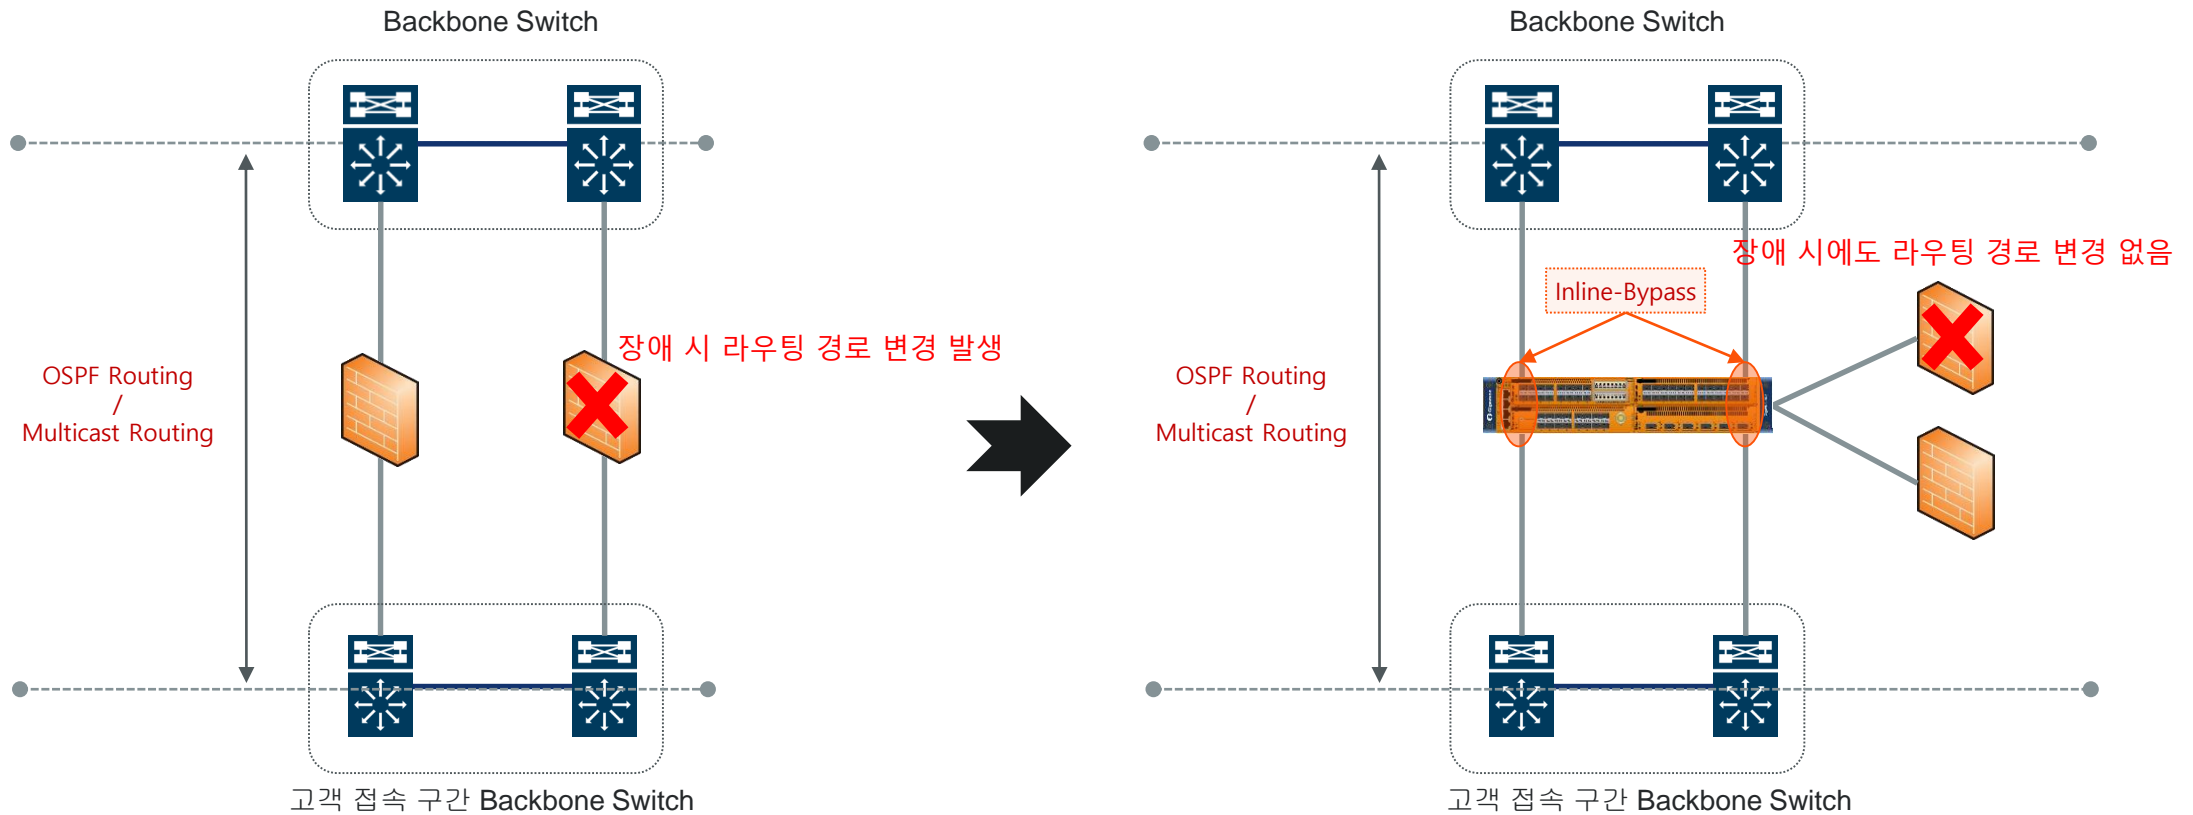 Backbone Switch
OSPF Routing
/
Multicast Routing
장애 시 라우팅 경로 변경 발생
고객 접속 구간 Backbone Switch
Backbone Switch
장애 시에도 라우팅 경로 변경 없음
Inline-Bypass
OSPF Routing
/
Multicast Routing
고객 접속 구간 Backbone Switch